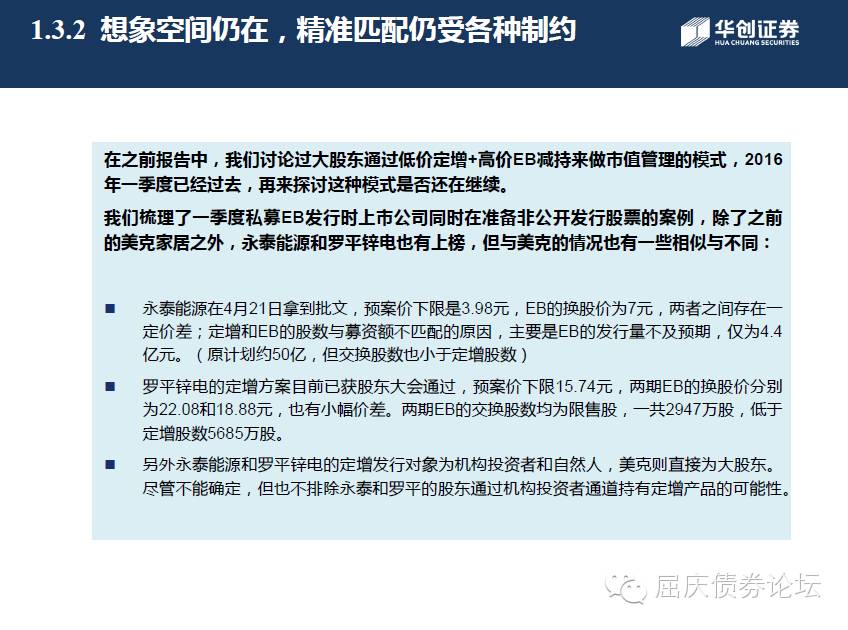 1.3.2 想象空间仍在，精准匹配仍受各种制约
华创证券
HUA CHUANG SECURITIES
在之前报告中，我们讨论过大股东通过低价定增+高价EB减持来做市值管理的模式，2016
年一季度已经过去，再来探讨这种模式是否还在继续。
我们梳理了一季度私募EB发行时上市公司同时在准备非公开发行股票的案例，除了之前
的美克家居之外，永泰能源和罗平锌电也有上榜，但与美克的情况也有一些相似与不同：
■ 永泰能源在4月21日拿到批文，预案价下限是3.98元，EB的换股价为7元，两者之间存在一
定价差；定增和EB的股数与募资额不匹配的原因，主要是EB的发行量不及预期，仅为4.4
亿元。（原计划约50亿，但交换股数也小于定增股数）
■ 罗平锌电的定增方案目前已获股东大会通过，预案价下限15.74元，两期EB的换股价分别
为22.08和18.88元，也有小幅价差。两期EB的交换股数均为限售股，一共2947万股，低于
定增股数5685万股。
■ 另外永泰能源和罗平锌电的定增发行对象为机构投资者和自然人，美克则直接为大股东。
尽管不能确定，但也不排除永泰和罗平的股东通过机构投资者通道持有定增产品的可能性。
屈庆债券论坛